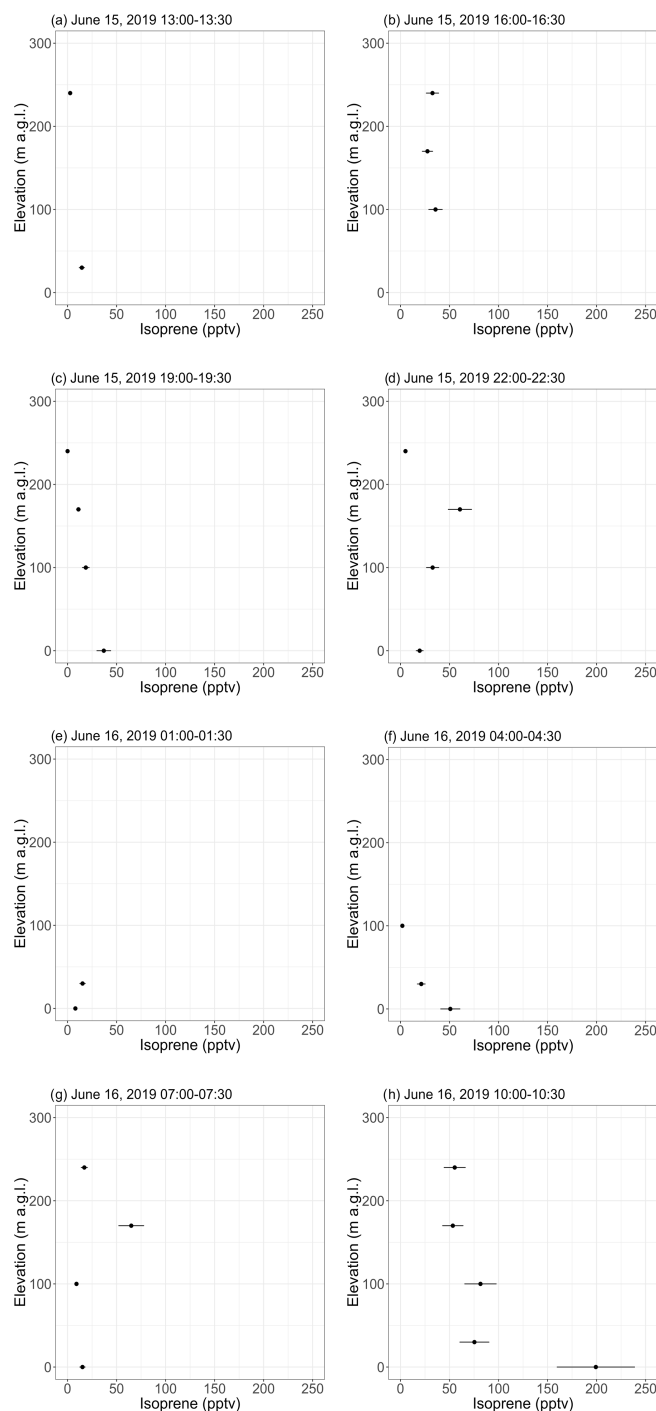 (a) June 15, 2019 13:00-13:30
300
200
100
0
Elevation (m a.g.l.)
0 50 100 150 200 250
Isoprene (pptv)
(b) June 15, 2019 16:00-16:30
300
200
100
0
Elevation (m a.g.l.)
0 50 100 150 200 250
Isoprene (pptv)
(c) June 15, 2019 19:00-19:30
300
200
100
0
Elevation (m a.g.l.)
0 50 100 150 200 250
Isoprene (pptv)
(d) June 15, 2019 22:00-22:30
300
200
100
0
Elevation (m a.g.l.)
0 50 100 150 200 250
Isoprene (pptv)
(e) June 16, 2019 01:00-01:30
300
200
100
0
Elevation (m a.g.l.)
0 50 100 150 200 250
Isoprene (pptv)
(f) June 16, 2019 04:00-04:30
300
200
100
0
Elevation (m a.g.l.)
0 50 100 150 200 250
Isoprene (pptv)
(g) June 16, 2019 07:00-07:30
300
200
100
0
Elevation (m a.g.l.)
0 50 100 150 200 250
Isoprene (pptv)
(h) June 16, 2019 10:00-10:30
300
200
100
0
Elevation (m a.g.l.)
0 50 100 150 200 250
Isoprene (pptv)